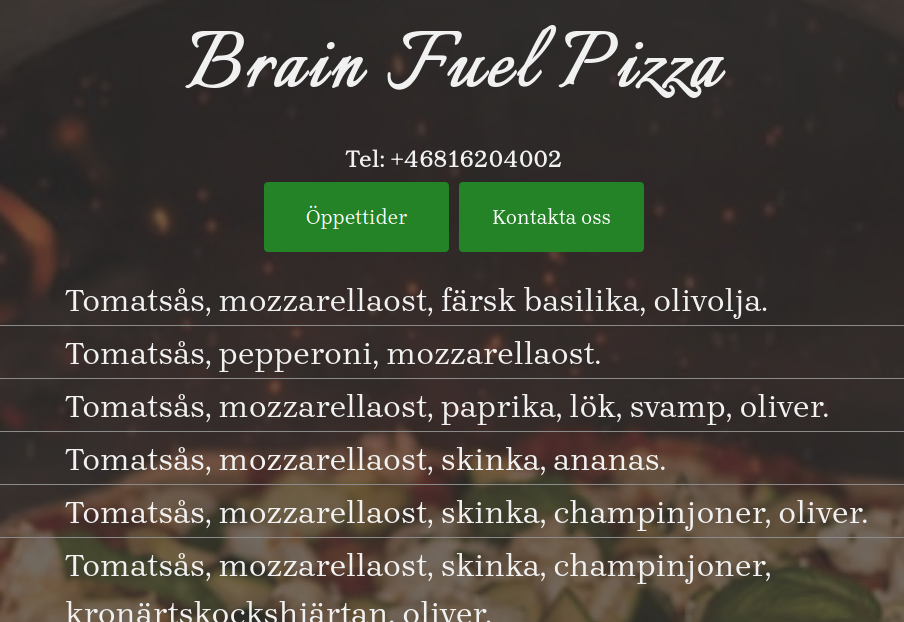 Brain Fuel Pizza
Tel: +46816204002
Öppettider
Kontakta oss
Tomatsås, mozzarellaost, färsk basilika, olivolja.
Tomatsås, pepperoni, mozzarellaost.
Tomatsås, mozzarellaost, paprika, lök, svamp, oliver.
Tomatsås, mozzarellaost, skinka, ananas.
Tomatsås, mozzarellaost, skinka, champinjoner, oliver.
Tomatsås, mozzarellaost, skinka, champinjoner,
kronärtskockshjärtan, oliver.